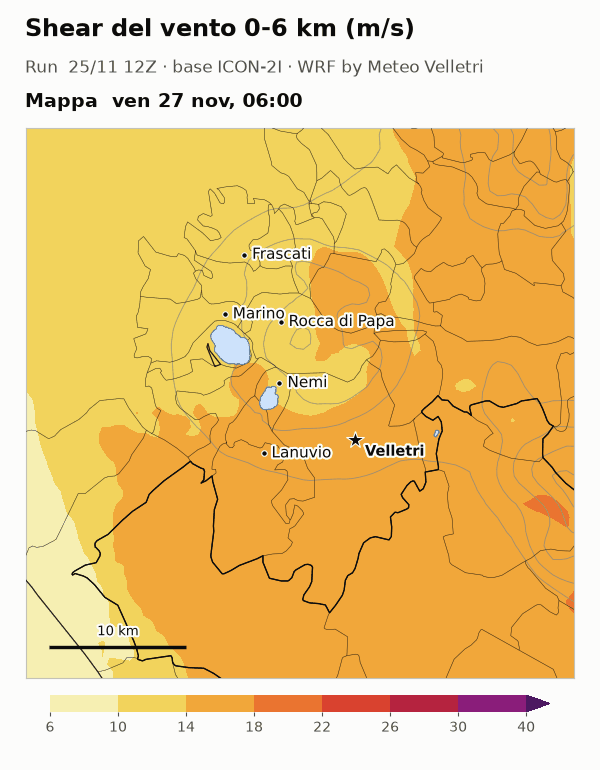 Shear del vento 0-6 km (m/s)
Run  25/11 12Z · base ICON-2I · WRF by Meteo Velletri
Mappa  ven 27 nov, 06:00
Frascati
Marino
Rocca di Papa
Nemi
Velletri
Lanuvio
10 km
6 10 14 18 22 26 30 40